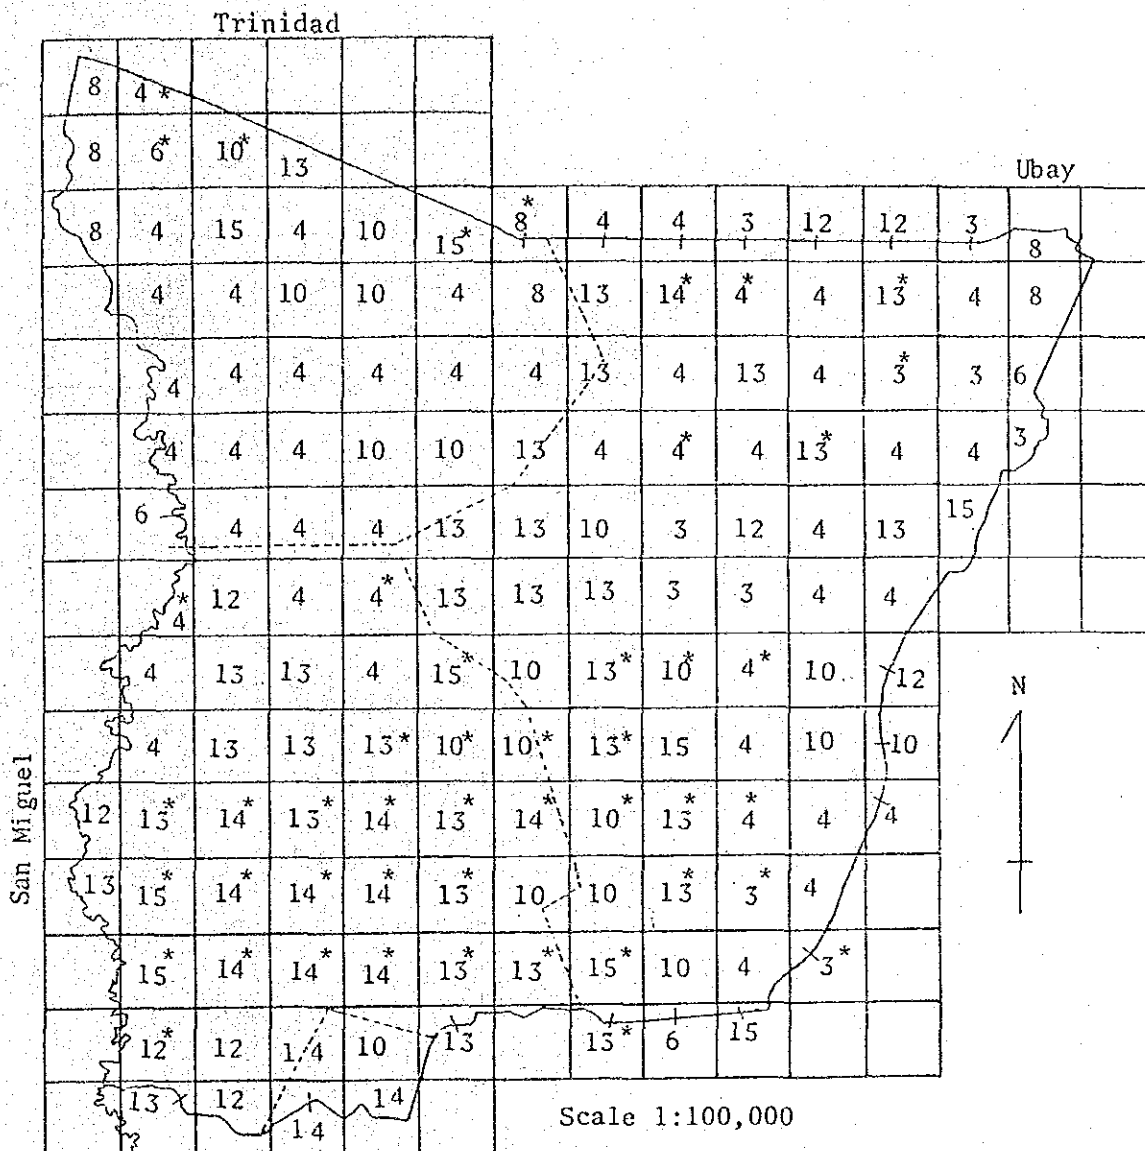 Trinidad
8 4*
8 6* 10* 13
Ubay
8 4 15 4 10 15* 8* 4 4 3 12 12 3 8
4 4 10 10 4 8 13 14* 4* 4 13* 4 8
4 4 4 4 4 4 13 4 13 4 3* 3 6
4 4 4 10 10 13 4 4* 4 13* 4 4 3
6 4 4 4 13 13 10 3 12 4 13 15
4* 12 4 4* 13 13 13 3 3 4 4
4 13 13 4 15* 10 13* 10* 4* 10 12
N
4 13 13 13* 10* 10* 13* 15 4 10 10
San Miguel
12 13* 14* 13* 14* 13* 14* 10* 13* 4* 4 4
13 15* 14* 14* 14* 13* 10 10 13* 3* 4
15* 14* 14* 14* 13* 13* 15* 10 4 3*
12* 12 14 10 13 13* 6 15
13 12 14 14
Scale 1:100,000